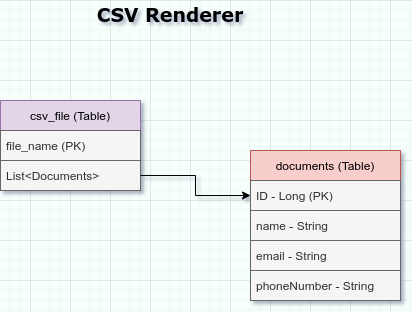 CSV Renderer
csv_file (Table)
file_name (PK)
List<Documents>
documents (Table)
ID - Long (PK)
name - String
email - String
phoneNumber - String